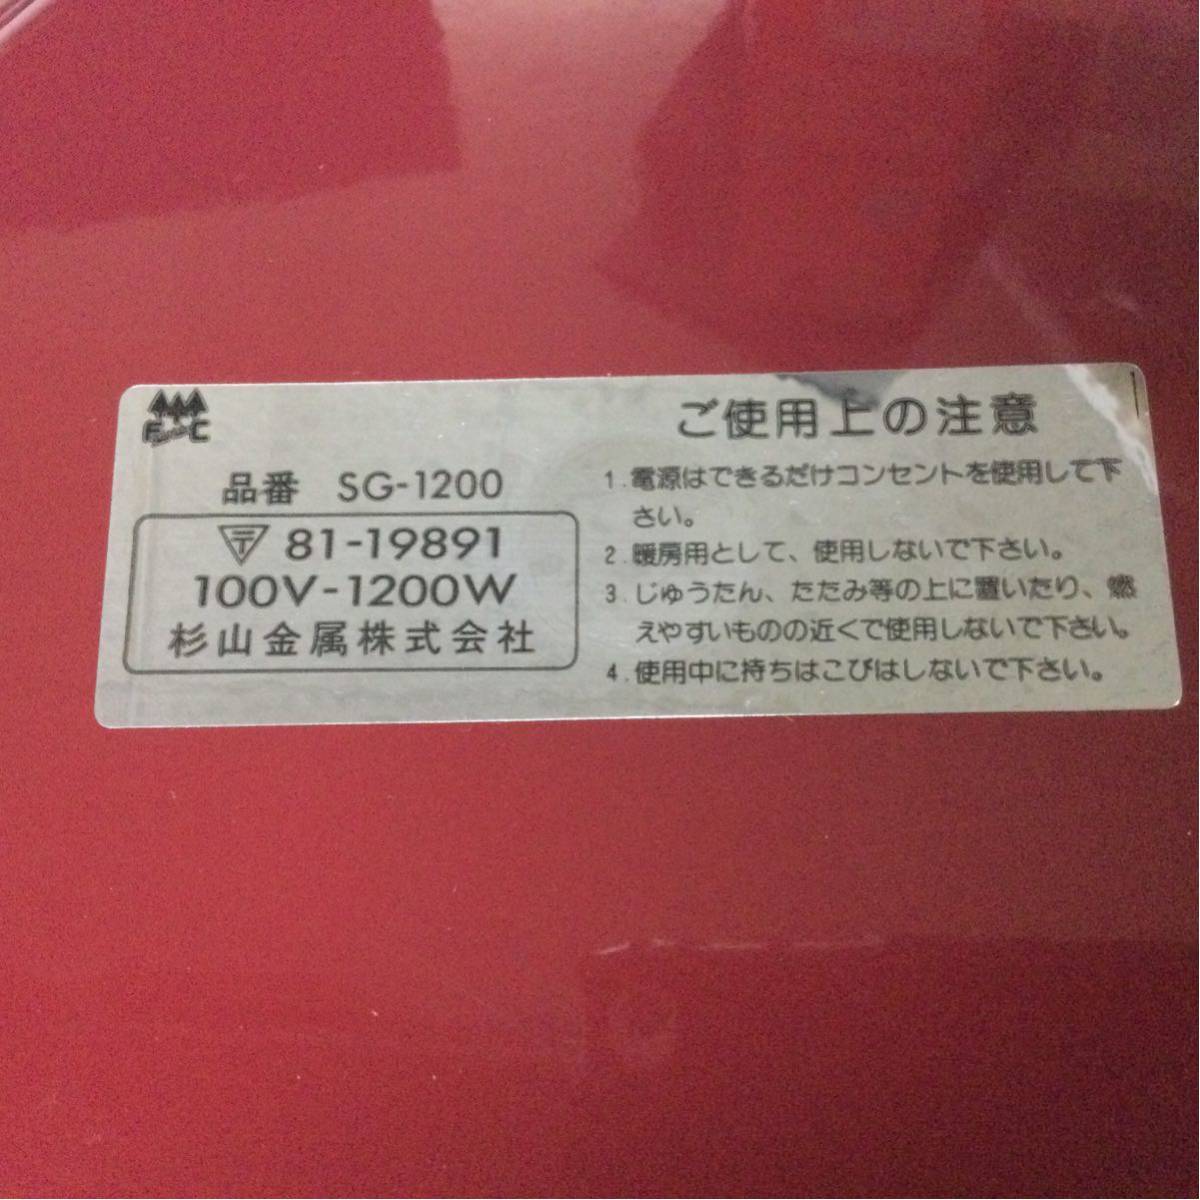 品番 SG-1200
〒 81-19891
100V-1200W
杉山金属株式会社
ご使用上の注意
1. 電源はできるだけコンセントを使用して下
さい。
2. 暖房用として、使用しないで下さい。
3. じゅうたん、たたみ等の上に置いたり、燃
えやすいものの近くで使用しないで下さい。
4. 使用中に持ちはこびはしないで下さい。